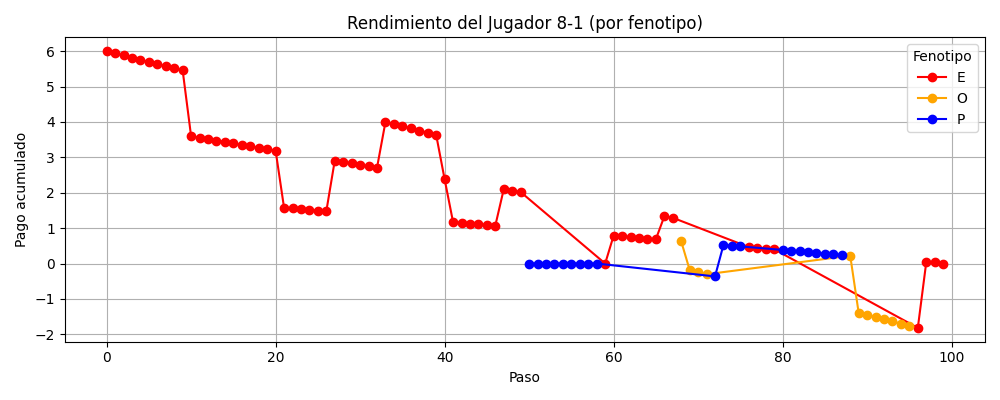 Rendimiento del Jugador 8-1 (por fenotipo)
Pago acumulado
6
5
4
3
2
1
0
−1
−2
Fenotipo
E
O
P
0
20
40
60
80
100
Paso